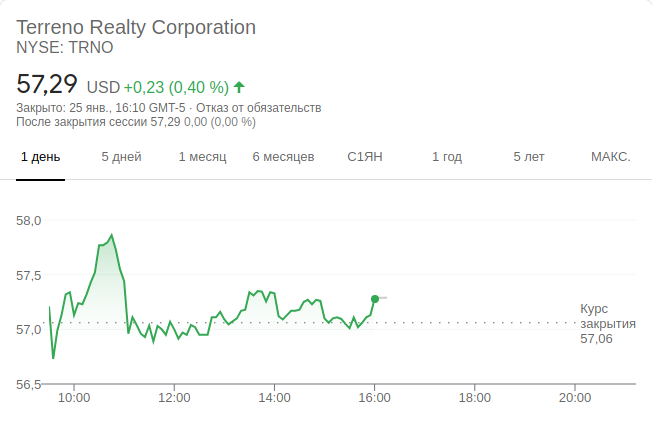 Terreno Realty Corporation
NYSE: TRNO
57,29 USD +0,23 (0,40 %)
Закрыто: 25 янв., 16:10 GMT-5 · Отказ от обязательств
После закрытия сессии 57,29 0,00 (0,00 %)
1 день 5 дней 1 месяц 6 месяцев С1ЯН 1 год 5 лет МАКС.
58,0
57,5
57,0
56,5
Курс
закрытия
57,06
10:00 12:00 14:00 16:00 18:00 20:00